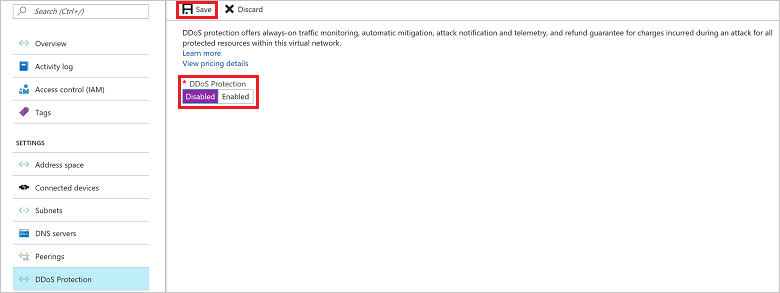 Search (Ctrl+/)
Overview
Activity log
Access control (IAM)
Tags
SETTINGS
Address space
Connected devices
Subnets
DNS servers
Peerings
DDoS Protection
Save
Discard
DDoS protection offers always-on traffic monitoring, automatic mitigation, attack notification and telemetry, and refund guarantee for charges incurred during an attack for all
protected resources within this virtual network.
Learn more
View pricing details
* DDoS Protection
Disabled Enabled